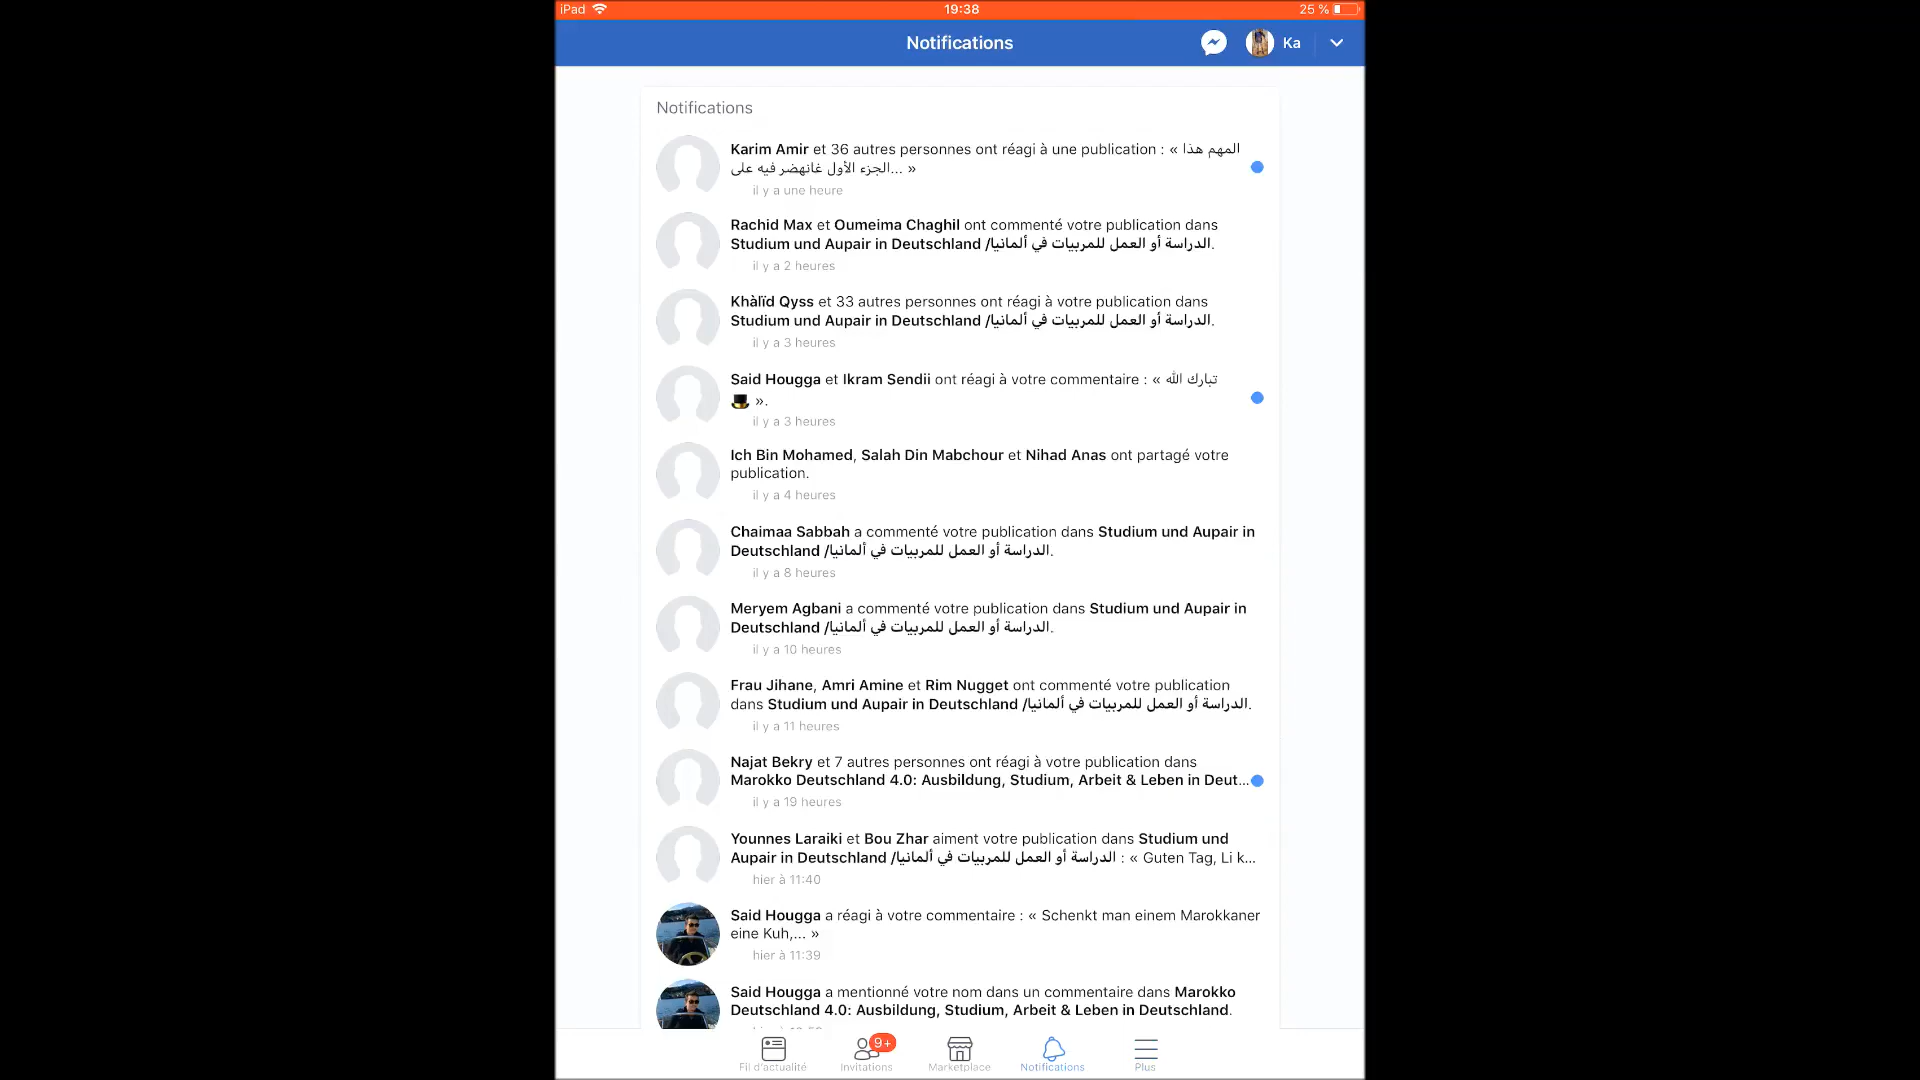 iPad 19:38 25 %
Notifications Ka
Notifications
Karim Amir et 36 autres personnes ont réagi à une publication : « المهم هذا
الجزء الأول غانهضر فيه على... »
il y a une heure
Rachid Max et Oumeima Chaghil ont commenté votre publication dans
Studium und Aupair in Deutschland /الدراسة أو العمل للمربيات في ألمانيا.
il y a 2 heures
Khàlïd Qyss et 33 autres personnes ont réagi à votre publication dans
Studium und Aupair in Deutschland /الدراسة أو العمل للمربيات في ألمانيا.
il y a 3 heures
Said Hougga et Ikram Sendii ont réagi à votre commentaire : « تبارك الله
🎩 ».
il y a 3 heures
Ich Bin Mohamed, Salah Din Mabchour et Nihad Anas ont partagé votre
publication.
il y a 4 heures
Chaimaa Sabbah a commenté votre publication dans Studium und Aupair in
Deutschland /الدراسة أو العمل للمربيات في ألمانيا.
il y a 8 heures
Meryem Agbani a commenté votre publication dans Studium und Aupair in
Deutschland /الدراسة أو العمل للمربيات في ألمانيا.
il y a 10 heures
Frau Jihane, Amri Amine et Rim Nugget ont commenté votre publication
dans Studium und Aupair in Deutschland /الدراسة أو العمل للمربيات في ألمانيا.
il y a 11 heures
Najat Bekry et 7 autres personnes ont réagi à votre publication dans
Marokko Deutschland 4.0: Ausbildung, Studium, Arbeit & Leben in Deut...
il y a 19 heures
Younnes Laraiki et Bou Zhar aiment votre publication dans Studium und
Aupair in Deutschland /الدراسة أو العمل للمربيات في ألمانيا : « Guten Tag, Li k...
hier à 11:40
Said Hougga a réagi à votre commentaire : « Schenkt man einem Marokkaner
eine Kuh,... »
hier à 11:39
Said Hougga a mentionné votre nom dans un commentaire dans Marokko
Deutschland 4.0: Ausbildung, Studium, Arbeit & Leben in Deutschland.
9+
Fil d'actualité Invitations Marketplace Notifications Plus